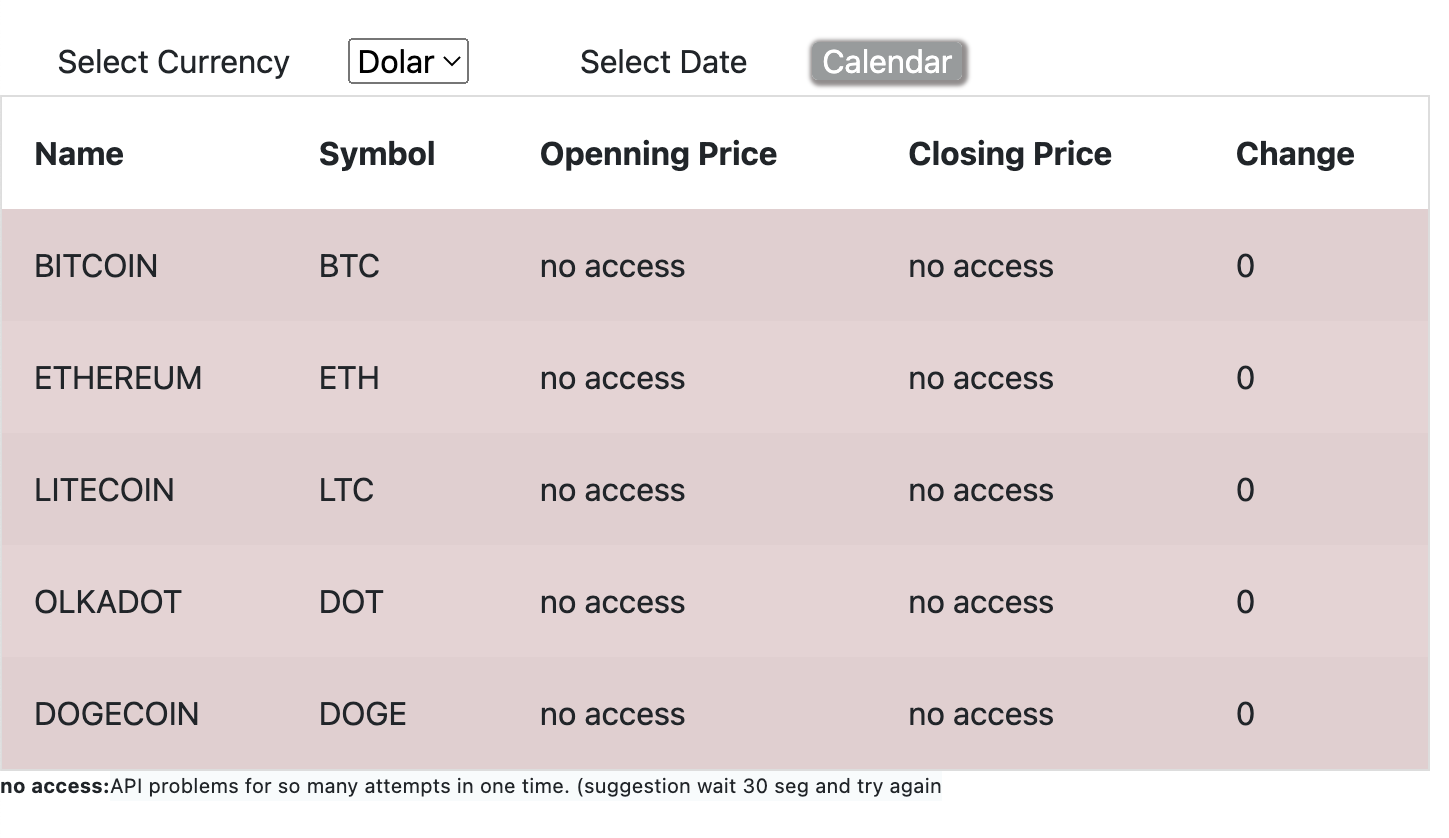 Select Currency Dolar Select Date Calendar
Name Symbol Openning Price Closing Price Change
BITCOIN BTC no access no access 0
ETHEREUM ETH no access no access 0
LITECOIN LTC no access no access 0
OLKADOT DOT no access no access 0
DOGECOIN DOGE no access no access 0
no access:API problems for so many attempts in one time. (suggestion wait 30 seg and try again